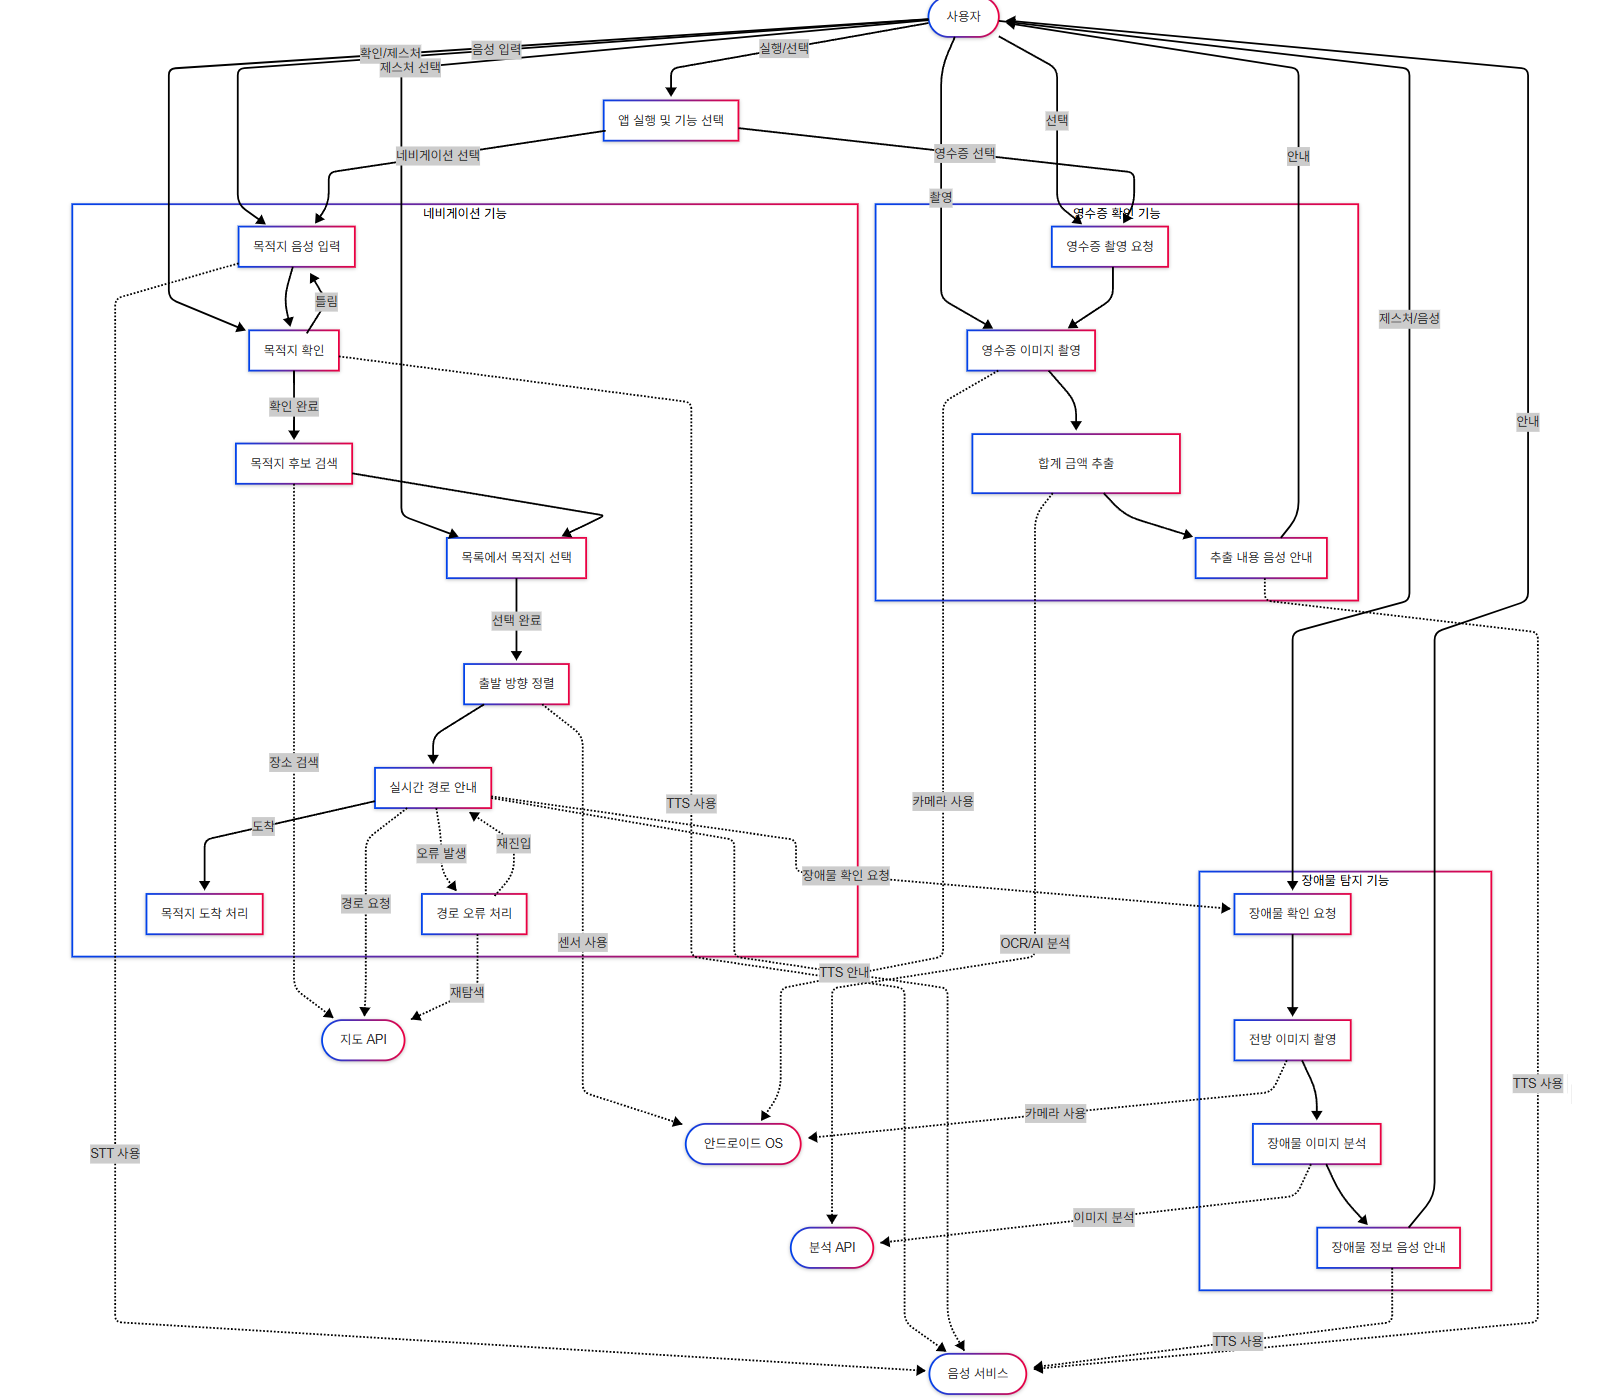 사용자
확인/제스처
음성 입력
제스처 선택
실행/선택
앱 실행 및 기능 선택
선택
네비게이션 선택
영수증 선택
안내
촬영
네비게이션 기능
영수증 확인 기능
목적지 음성 입력
영수증 촬영 요청
틀림
제스처/음성
목적지 확인
영수증 이미지 촬영
확인 완료
안내
목적지 후보 검색
합계 금액 추출
목록에서 목적지 선택
추출 내용 음성 안내
선택 완료
출발 방향 정렬
장소 검색
실시간 경로 안내
TTS 사용
카메라 사용
도착
오류 발생
재진입
장애물 확인 요청
장애물 탐지 기능
경로 요청
목적지 도착 처리
경로 오류 처리
장애물 확인 요청
센서 사용
OCR/AI 분석
TTS 안내
재탐색
지도 API
전방 이미지 촬영
TTS 사용
카메라 사용
안드로이드 OS
장애물 이미지 분석
STT 사용
이미지 분석
분석 API
장애물 정보 음성 안내
TTS 사용
음성 서비스